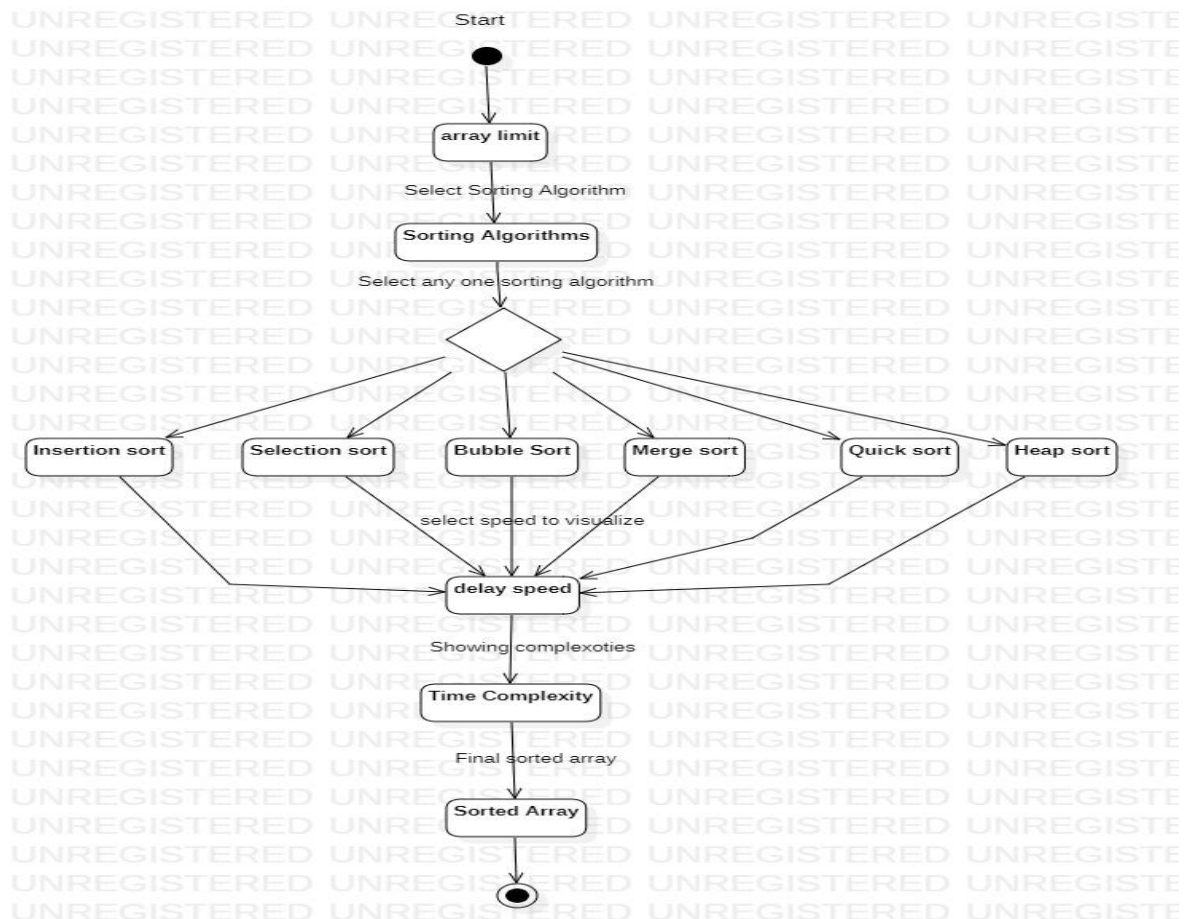 Start
array limit
Select Sorting Algorithm
Sorting Algorithms
Select any one sorting algorithm
Insertion sort
Selection sort
Bubble Sort
Merge sort
Quick sort
Heap sort
select speed to visualize
delay speed
Showing complexoties
Time Complexity
Final sorted array
Sorted Array
UNREGISTERED